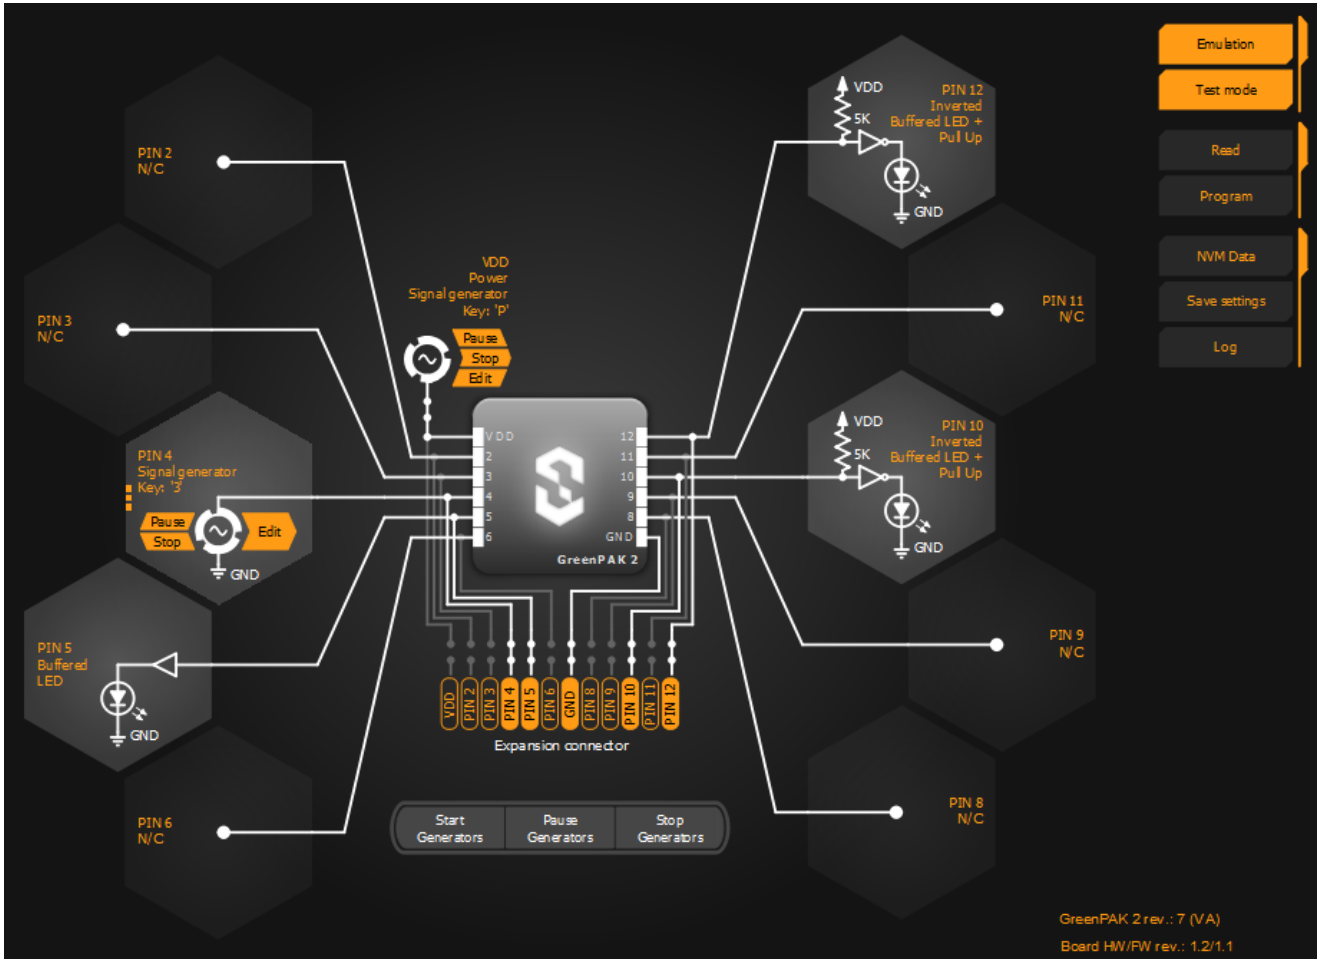 PIN 2
N/C
PIN 3
N/C
PIN 4
Signal generator
Key: '3'
Pause
Stop
Edit
GND
PIN 5
Buffered
LED
GND
PIN 6
N/C
VDD
Power
Signal generator
Key: 'P'
Pause
Stop
Edit
VDD
2
3
4
5
6
12
11
10
9
8
GND
GreenPAK 2
VDD
PIN 2
PIN 3
PIN 4
PIN 5
PIN 6
GND
PIN 8
PIN 9
PIN 10
PIN 11
PIN 12
Expansion connector
Start
Generators
Pause
Generators
Stop
Generators
VDD
5K
GND
PIN 12
Inverted
Buffered LED +
Pull Up
PIN 11
N/C
VDD
5K
GND
PIN 10
Inverted
Buffered LED +
Pull Up
PIN 9
N/C
PIN 8
N/C
Emulation
Test mode
Read
Program
NVM Data
Save settings
Log
GreenPAK 2 rev.: 7 (VA)
Board HW/FW rev.: 1.2/1.1